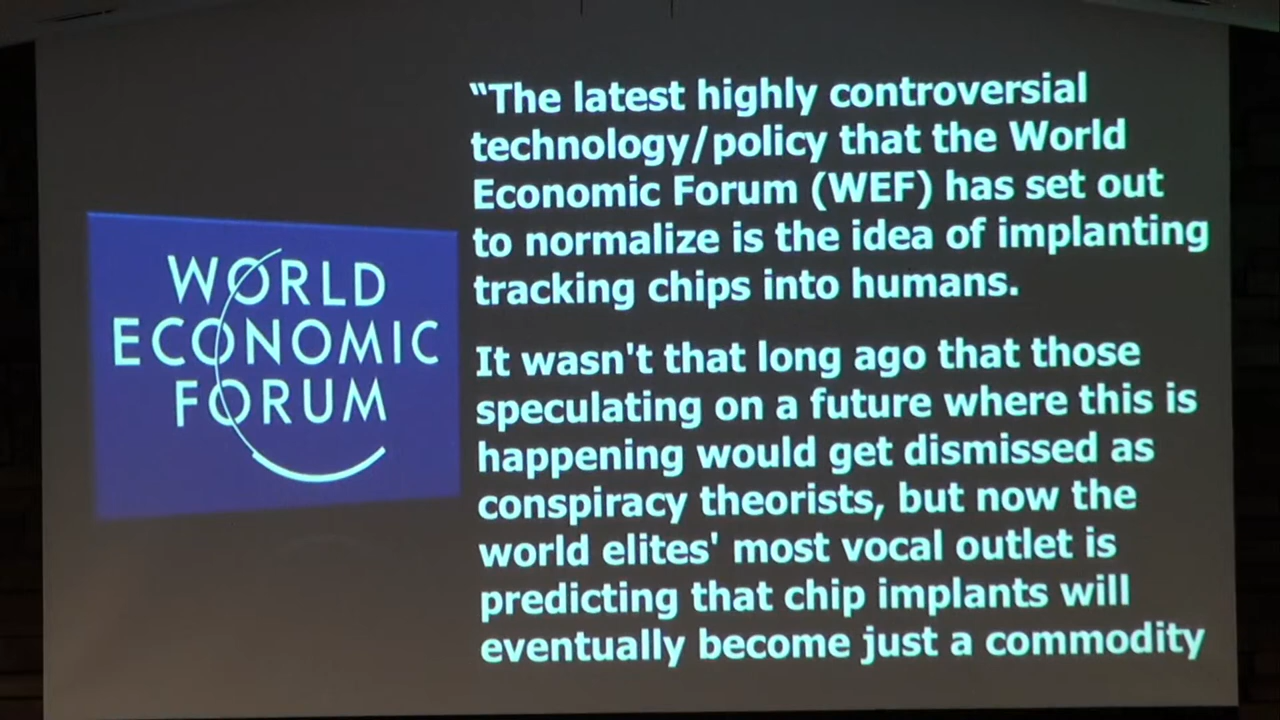 WORLD
ECONOMIC
FORUM
“The latest highly controversial
technology/policy that the World
Economic Forum (WEF) has set out
to normalize is the idea of implanting
tracking chips into humans.
It wasn't that long ago that those
speculating on a future where this is
happening would get dismissed as
conspiracy theorists, but now the
world elites' most vocal outlet is
predicting that chip implants will
eventually become just a commodity